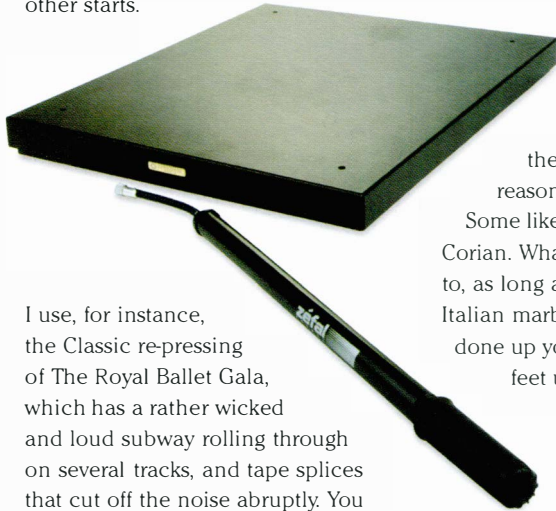 other starts.
I use, for instance,
the Classic re-pressing
of The Royal Ballet Gala,
which has a rather wicked
and loud subway rolling through
on several tracks, and tape splices
that cut off the noise abruptly. You
zéfal
the
reason
Some like
Corian.
to, as long a
Italian
done up
feet